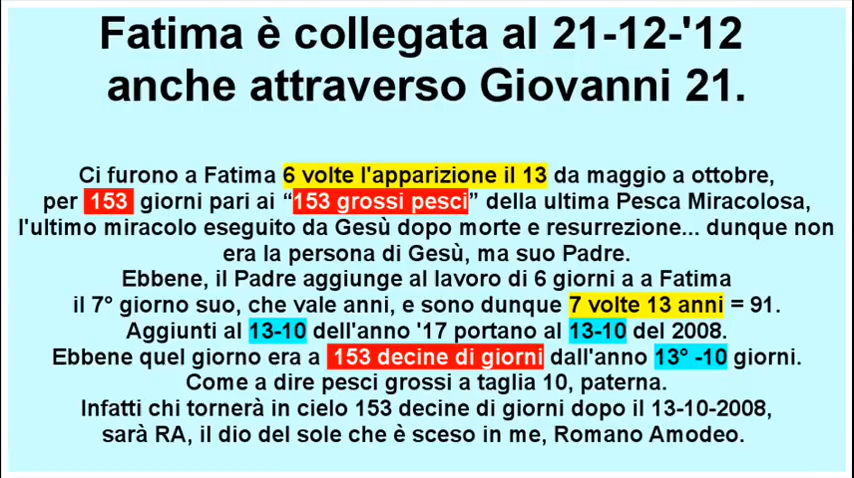 Fatima è collegata al 21-12-'12
anche attraverso Giovanni 21.
Ci furono a Fatima 6 volte l'apparizione il 13 da maggio a ottobre,
per 153 giorni pari ai “153 grossi pesci” della ultima Pesca Miracolosa,
l'ultimo miracolo eseguito da Gesù dopo morte e resurrezione... dunque non
era la persona di Gesù, ma suo Padre.
Ebbene, il Padre aggiunge al lavoro di 6 giorni a a Fatima
il 7° giorno suo, che vale anni, e sono dunque 7 volte 13 anni = 91.
Aggiunti al 13-10 dell'anno '17 portano al 13-10 del 2008.
Ebbene quel giorno era a 153 decine di giorni dall'anno 13° -10 giorni.
Come a dire pesci grossi a taglia 10, paterna.
Infatti chi tornerà in cielo 153 decine di giorni dopo il 13-10-2008,
sarà RA, il dio del sole che è sceso in me, Romano Amodeo.